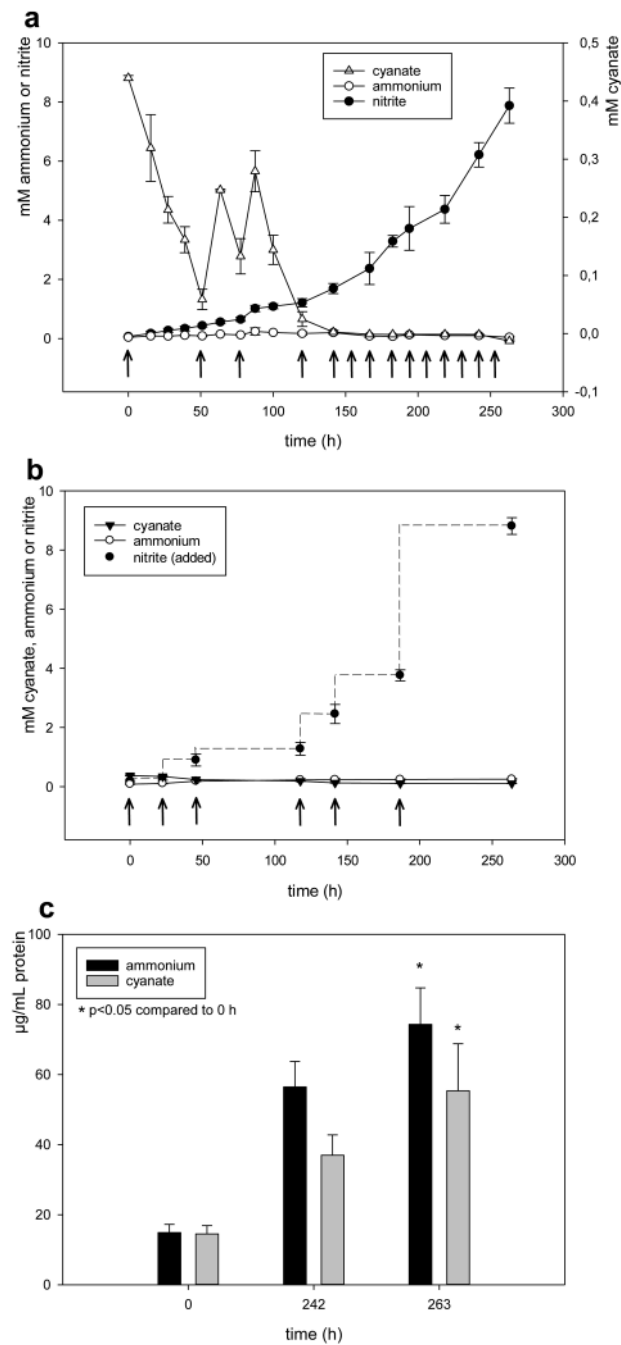 a
mM ammonium or nitrite
mM cyanate
10
8
6
4
2
0
0,5
0,4
0,3
0,2
0,1
0,0
-0,1
cyanate
ammonium
nitrite
0 50 100 150 200 250 300
time (h)
b
mM cyanate, ammonium or nitrite
10
8
6
4
2
0
cyanate
ammonium
nitrite (added)
0 50 100 150 200 250 300
time (h)
c
µg/mL protein
100
80
60
40
20
0
ammonium
cyanate
* p<0.05 compared to 0 h
*
*
0 242 263
time (h)